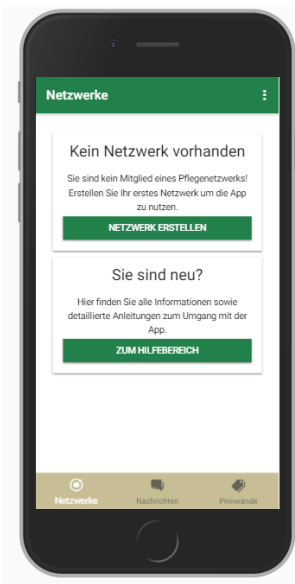 Netzwerke
Kein Netzwerk vorhanden
Sie sind kein Mitglied eines Pflegenetzwerks!
Erstellen Sie Ihr erstes Netzwerk um die App
zu nutzen.
NETZWERK ERSTELLEN
Sie sind neu?
Hier finden Sie alle Informationen sowie
detaillierte Anleitungen zum Umgang mit der
App.
ZUM HILFEBEREICH
Netzwerke Nachrichten Pinnwände